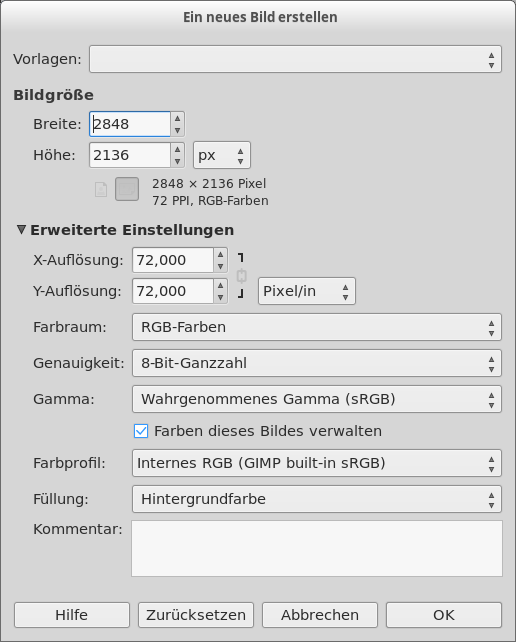 Ein neues Bild erstellen
Vorlagen:
Bildgröße
Breite: 2848
Höhe: 2136 px
2848 × 2136 Pixel
72 PPI, RGB-Farben
Erweiterte Einstellungen
X-Auflösung: 72,000
Y-Auflösung: 72,000 Pixel/in
Farbraum: RGB-Farben
Genauigkeit: 8-Bit-Ganzzahl
Gamma: Wahrgenommenes Gamma (sRGB)
Farben dieses Bildes verwalten
Farbprofil: Internes RGB (GIMP built-in sRGB)
Füllung: Hintergrundfarbe
Kommentar:
Hilfe Zurücksetzen Abbrechen OK